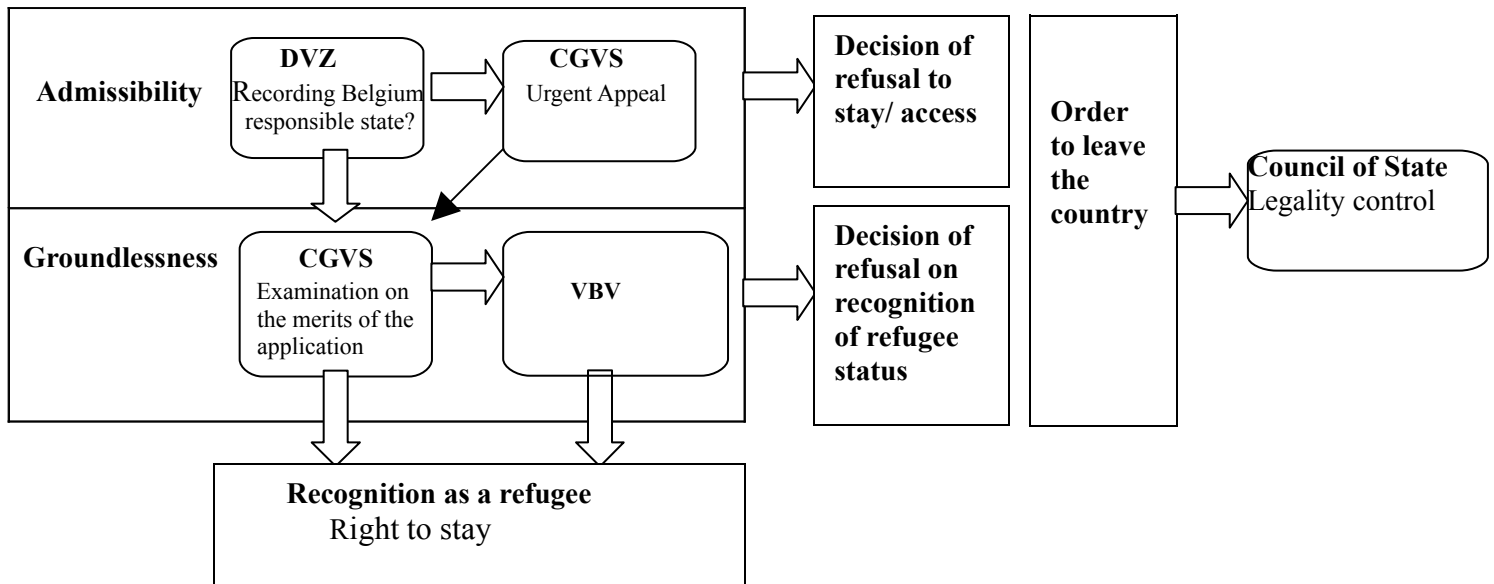 Admissibility
DVZ
Recording Belgium
responsible state?
CGVS
Urgent Appeal
Decision of
refusal to
stay/ access
Order
to leave
the
country
Council of State
Legality control
Groundlessness
CGVS
Examination on
the merits of the
application
VBV
Decision of
refusal on
recognition
of refugee
status
Recognition as a refugee
Right to stay